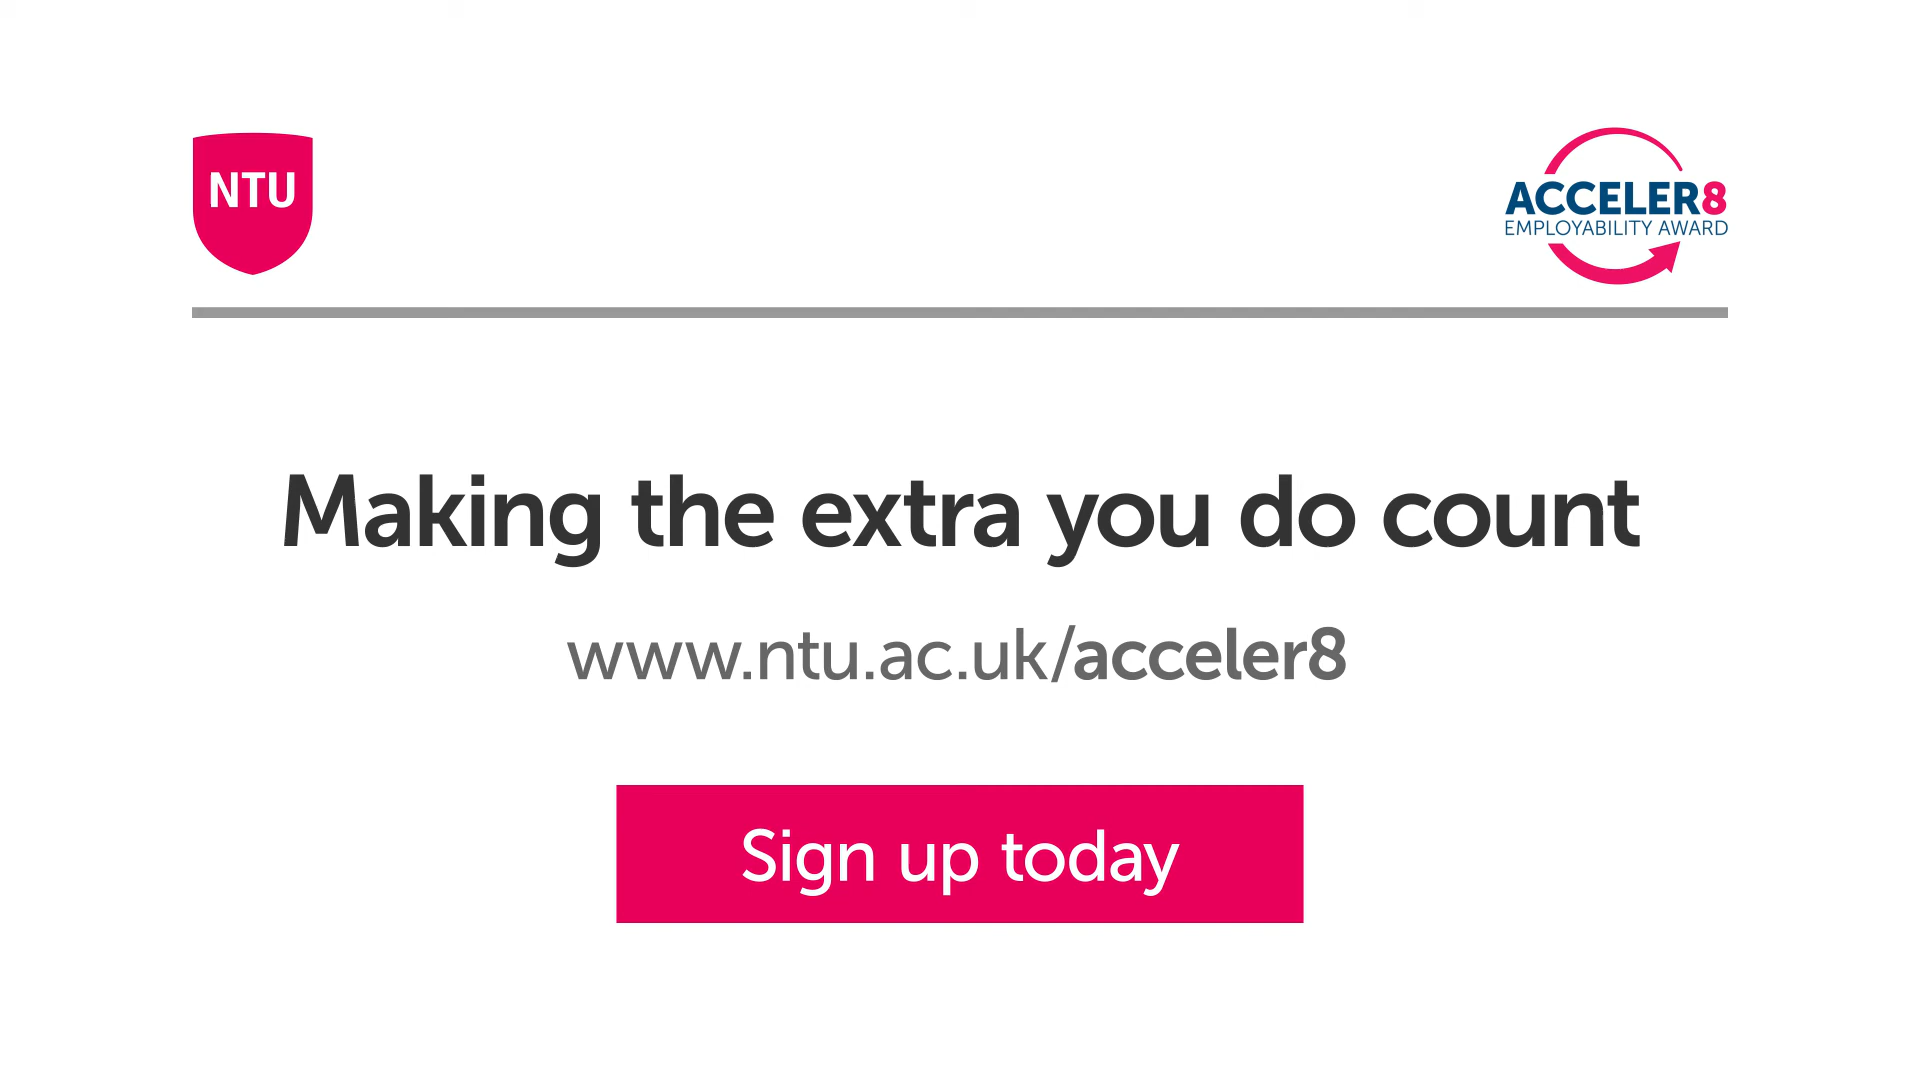 NTU
ACCELER8
EMPLOYABILITY AWARD
Making the extra you do count
www.ntu.ac.uk/acceler8
Sign up today